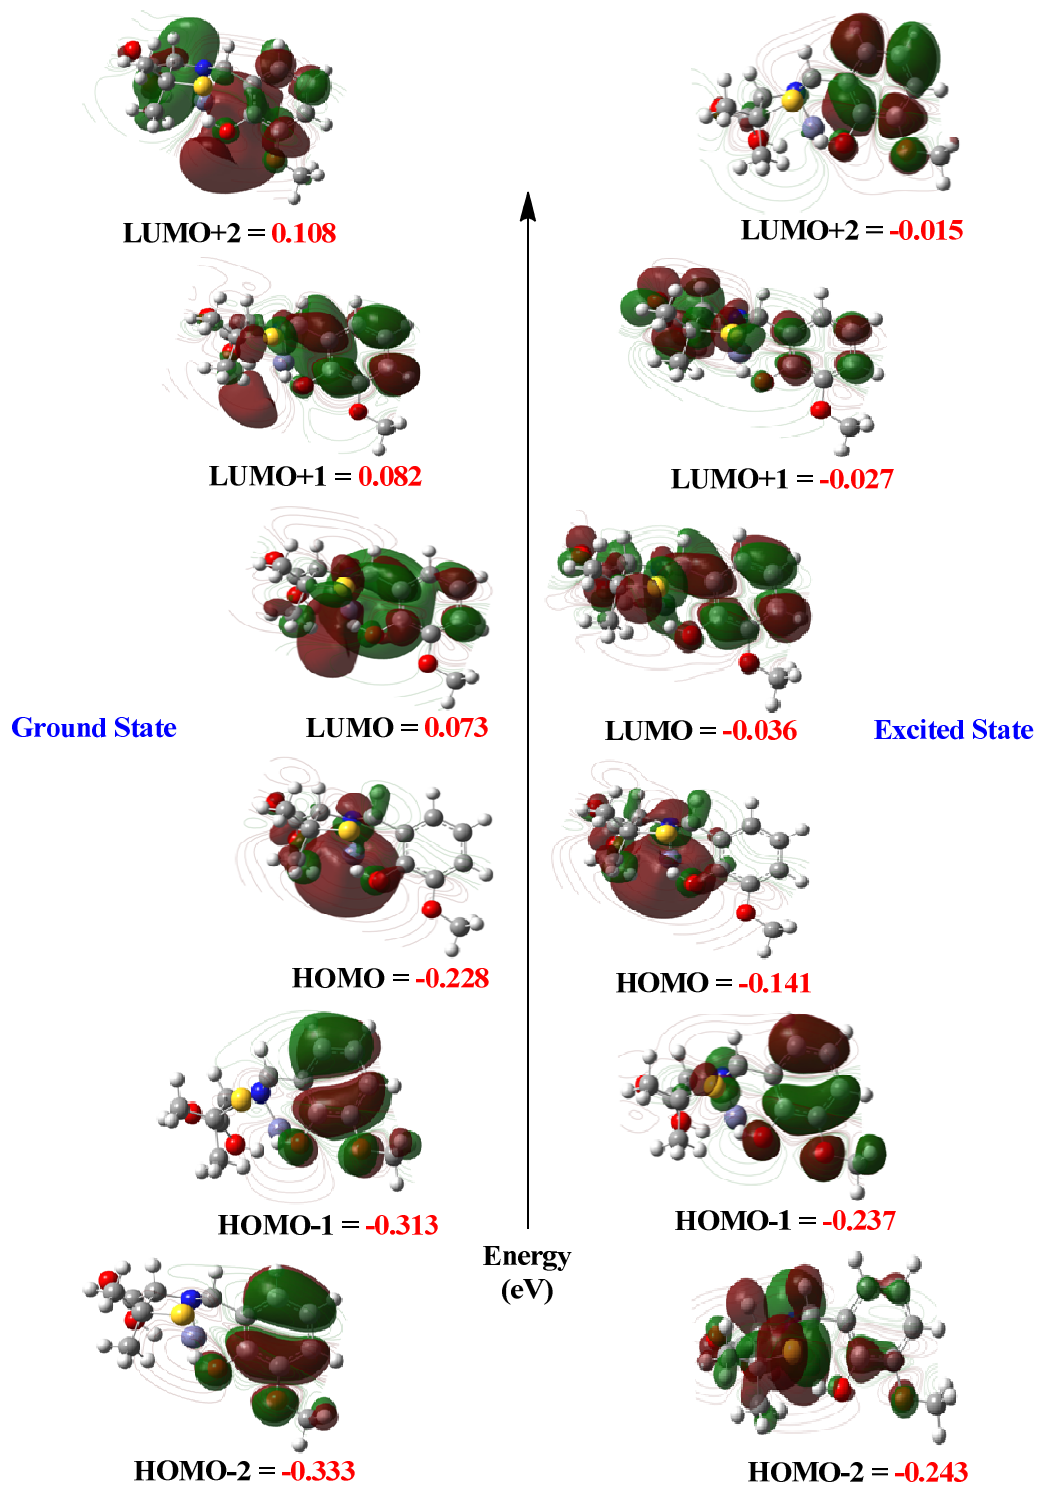 LUMO+2 = 0.108
LUMO+2 = -0.015
LUMO+1 = 0.082
LUMO+1 = -0.027
LUMO = 0.073
LUMO = -0.036
Ground State
Excited State
HOMO = -0.228
HOMO = -0.141
HOMO-1 = -0.313
HOMO-1 = -0.237
Energy
(eV)
HOMO-2 = -0.333
HOMO-2 = -0.243